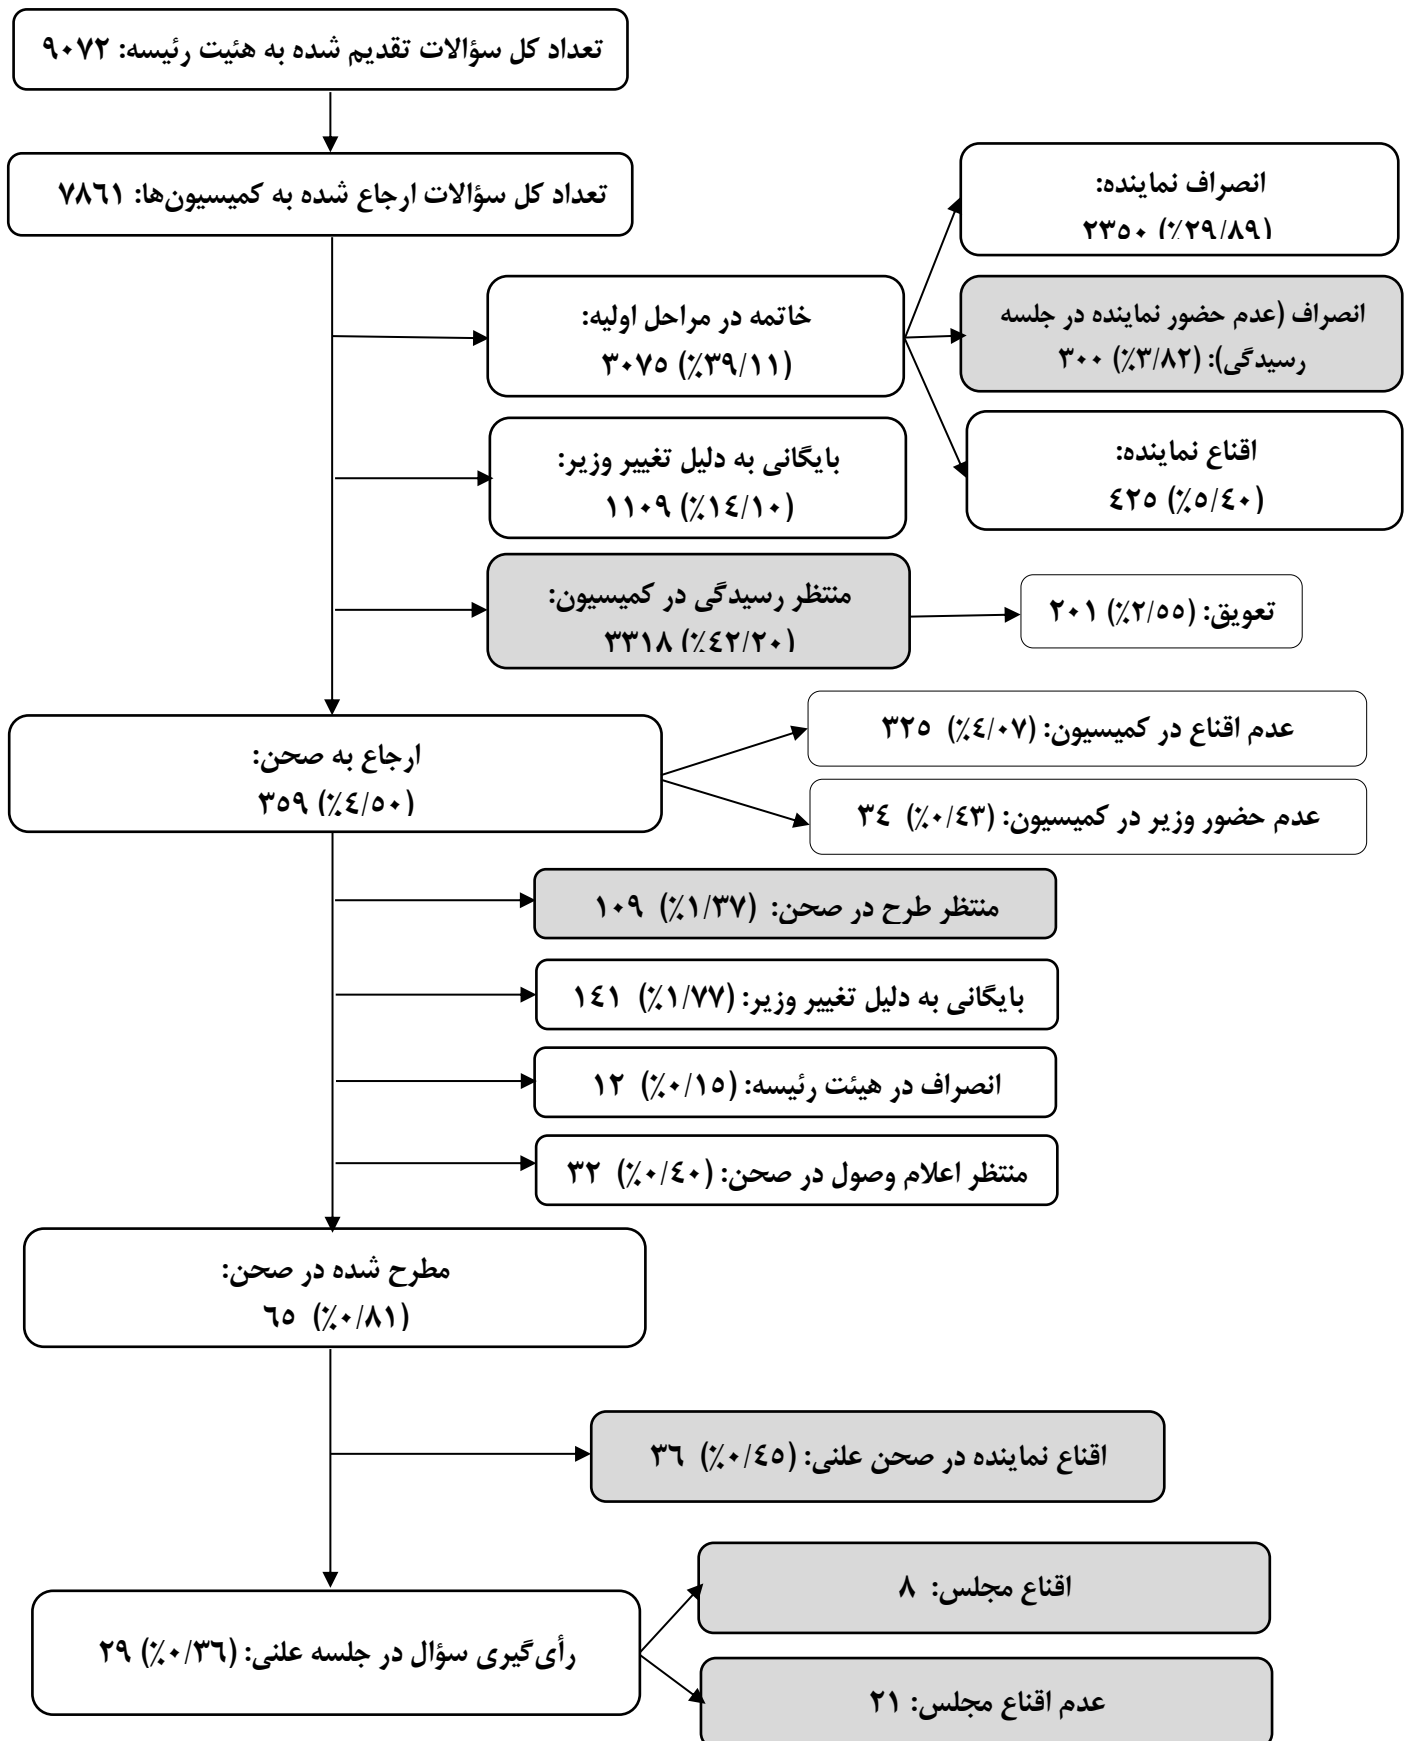 تعداد کل سؤالات تقدیم شده به هئیت رئیسه: ۹۰۷۲
تعداد کل سؤالات ارجاع شده به کمیسیون‌ها: ۷۸٦۱
انصراف نماینده:
۲۳۵۰ (٪۲۹/۸۹)
خاتمه در مراحل اولیه:
۳۰۷۵ (٪۳۹/۱۱)
انصراف (عدم حضور نماینده در جلسه
رسیدگی): ۳۰۰ (٪۳/۸۲)
اقناع نماینده:
٤۲۵ (٪۵/٤۰)
بایگانی به دلیل تغییر وزیر:
۱۱۰۹ (٪۱٤/۱۰)
منتظر رسیدگی در کمیسیون:
۳۳۱۸ (٪٤۲/۲۰)
تعویق: ۲۰۱ (٪۲/۵۵)
ارجاع به صحن:
۳۵۹ (٪٤/۵۰)
عدم اقناع در کمیسیون: ۳۲۵ (٪٤/۰۷)
عدم حضور وزیر در کمیسیون: ۳٤ (٪۰/٤۳)
منتظر طرح در صحن: ۱۰۹ (٪۱/۳۷)
بایگانی به دلیل تغییر وزیر: ۱٤۱ (٪۱/۷۷)
انصراف در هیئت رئیسه: ۱۲ (٪۰/۱۵)
منتظر اعلام وصول در صحن: ۳۲ (٪۰/٤۰)
مطرح شده در صحن:
٦۵ (٪۰/۸۱)
اقناع نماینده در صحن علنی: ۳٦ (٪۰/٤۵)
رأی‌گیری سؤال در جلسه علنی: ۲۹ (٪۰/۳٦)
اقناع مجلس: ۸
عدم اقناع مجلس: ۲۱